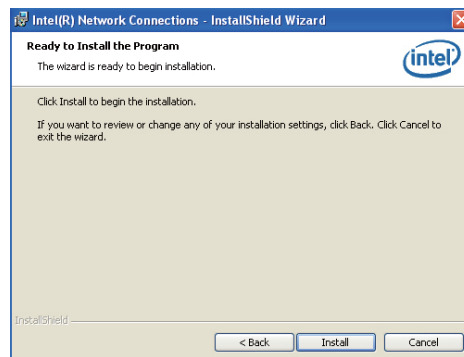 Intel(R) Network Connections - InstallShield Wizard
Ready to Install the Program
The wizard is ready to begin installation.
intel
Click Install to begin the installation.
If you want to review or change any of your installation settings, click Back. Click Cancel to
exit the wizard.
InstallShield
< Back
Install
Cancel